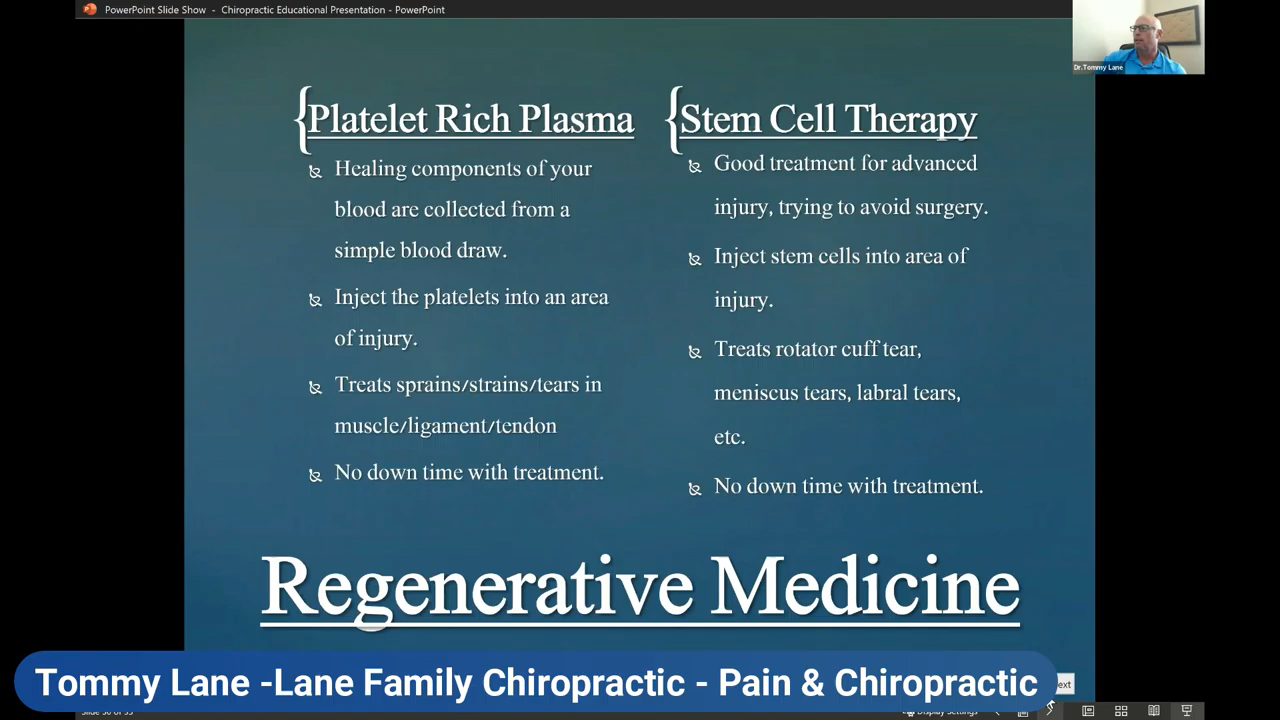 PowerPoint Slide Show - Chiropractic Educational Presentation - PowerPoint
Dr.Tommy Lane
Platelet Rich Plasma
Healing components of your
blood are collected from a
simple blood draw.
Inject the platelets into an area
of injury.
Treats sprains/strains/tears in
muscle/ligament/tendon
No down time with treatment.
Stem Cell Therapy
Good treatment for advanced
injury, trying to avoid surgery.
Inject stem cells into area of
injury.
Treats rotator cuff tear,
meniscus tears, labral tears,
etc.
No down time with treatment.
Regenerative Medicine
Tommy Lane -Lane Family Chiropractic - Pain & Chiropractic
Display Settings